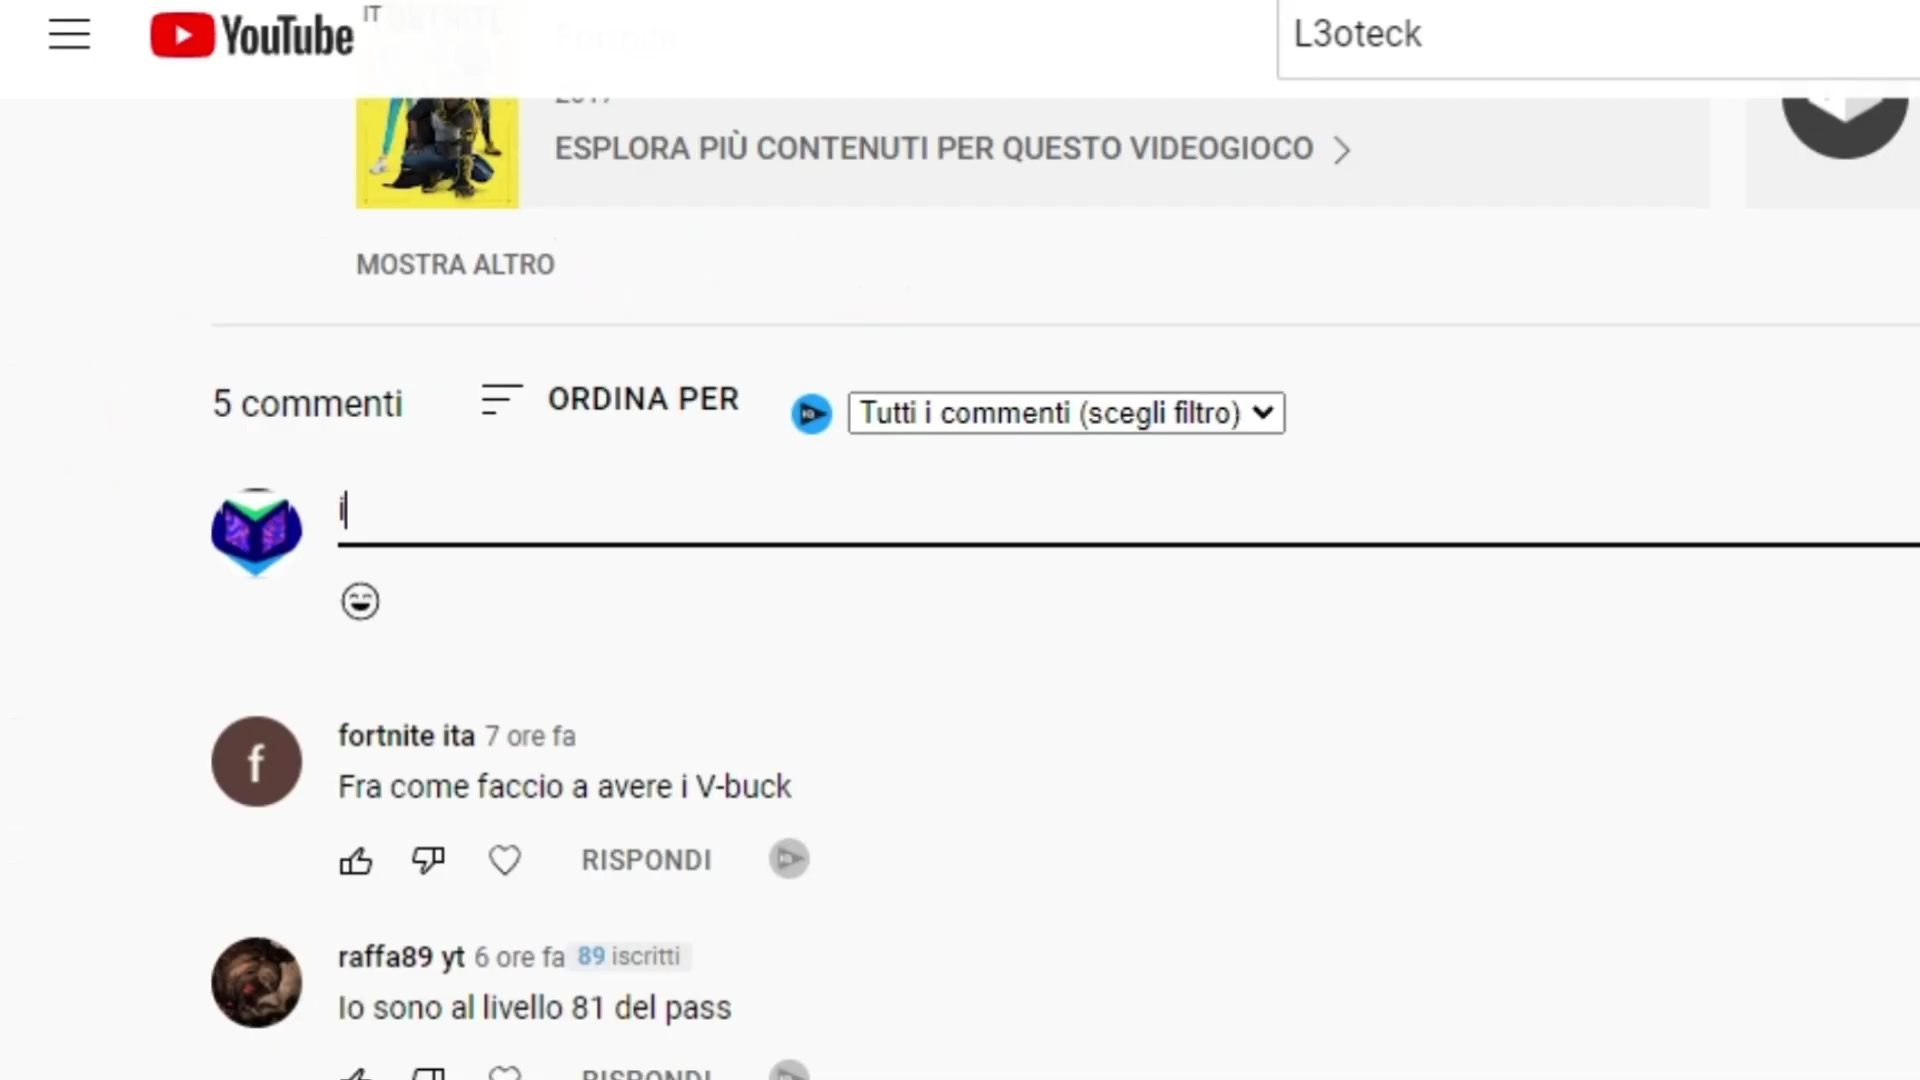 YouTube IT
L3oteck
ESPLORA PIÙ CONTENUTI PER QUESTO VIDEOGIOCO
MOSTRA ALTRO
5 commenti
ORDINA PER
Tutti i commenti (scegli filtro)
i
f
fortnite ita 7 ore fa
Fra come faccio a avere i V-buck
RISPONDI
raffa89 yt 6 ore fa 89 iscritti
Io sono al livello 81 del pass
RISPONDI